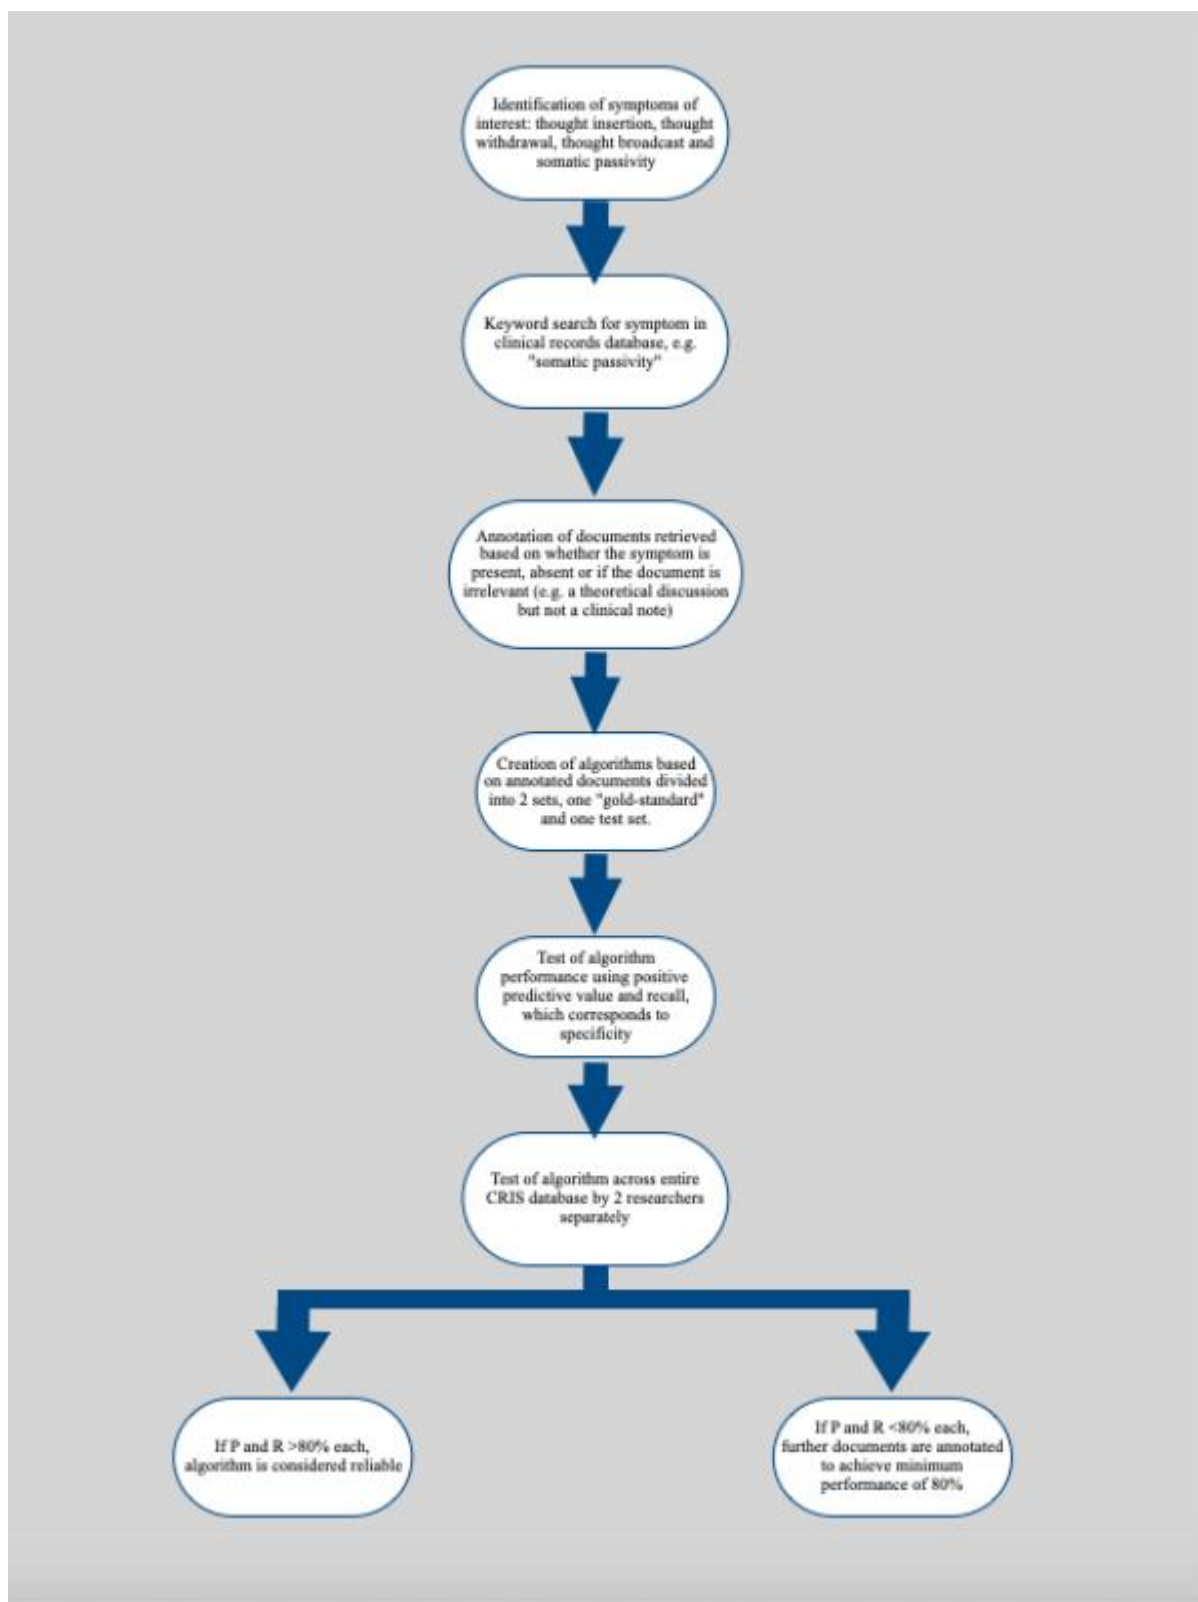 Identification of symptoms of
interest: thought insertion, thought
withdrawal, thought broadcast and
somatic passivity
Keyword search for symptom in
clinical records database, e.g.
"somatic passivity"
Annotation of documents retrieved
based on whether the symptom is
present, absent or if the document is
irrelevant (e.g. a theoretical discussion
but not a clinical note)
Creation of algorithms based
on annotated documents divided
into 2 sets, one "gold-standard"
and one test set.
Test of algorithm
performance using positive
predictive value and recall,
which corresponds to
specificity
Test of algorithm across entire
CRIS database by 2 researchers
separately
If P and R >80% each,
algorithm is considered reliable
If P and R <80% each,
further documents are annotated
to achieve minimum
performance of 80%